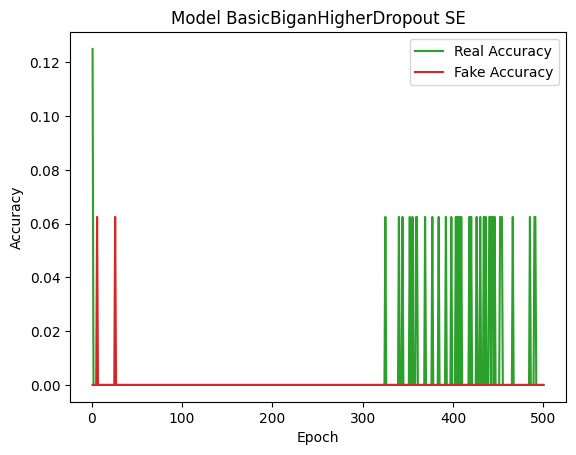 Model BasicBiganHigherDropout SE
Real Accuracy
Fake Accuracy
Accuracy
0.12
0.10
0.08
0.06
0.04
0.02
0.00
0
100
200
300
400
500
Epoch